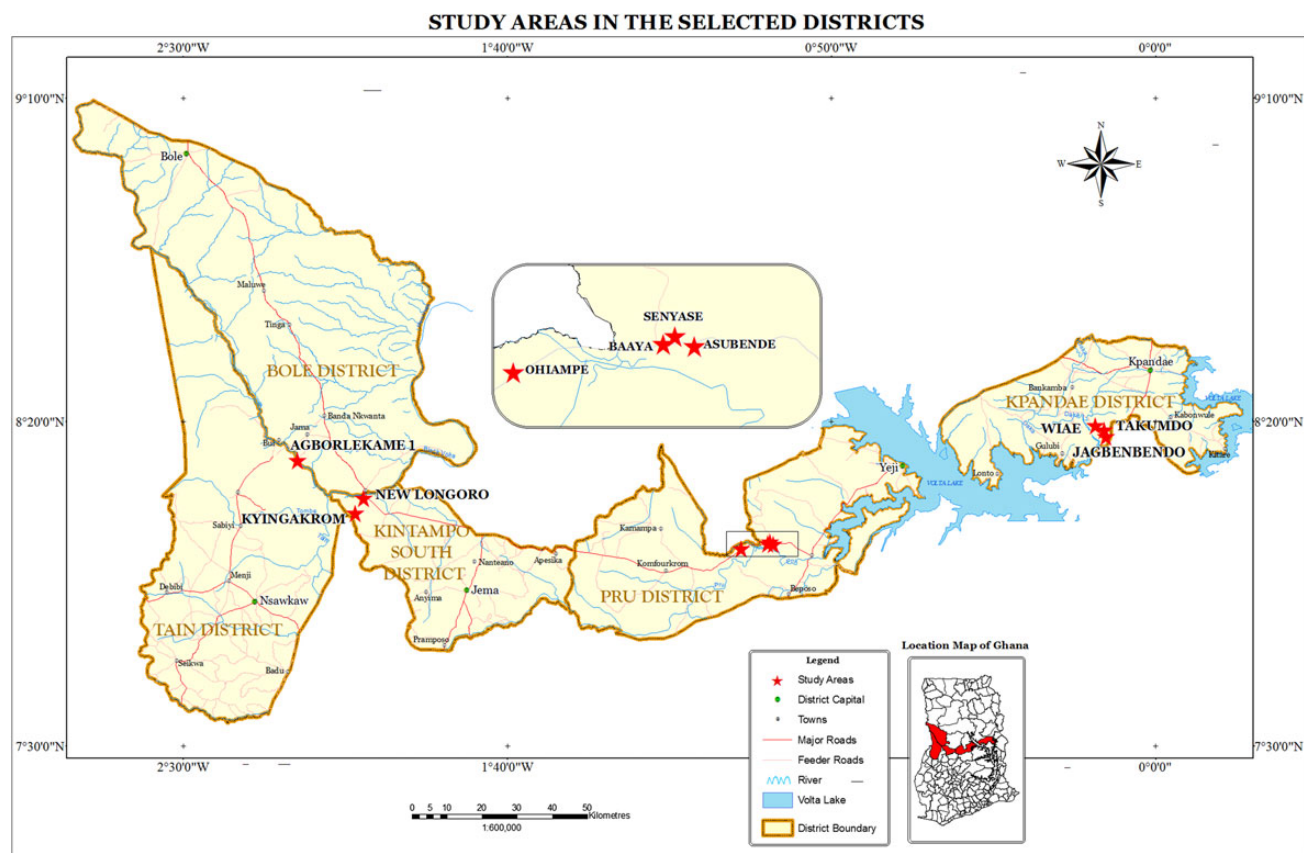 STUDY AREAS IN THE SELECTED DISTRICTS
2°30'0"W
1°40'0"W
0°50'0"W
0°0'0"
9°10'0"N
9°10'0"N
N
W
E
S
Bole
Maluwe
Tinga
BOLE DISTRICT
Banda Nkwanta
Jama
Bui
SENYASE
BAAYA
ASUBENDE
OHIAMPE
Kpandae
Bankamba
KPANDAE DISTRICT
VOLTA LAKE
Kabonwule
8°20'0"N
8°20'0"N
WIAE
TAKUMDO
Gulubi
JAGBENBENDO
Lonto
AGBORLEKAME 1
Yeji
VOLTA LAKE
NEW LONGORO
KYINGAKROM
Sabiyi
KINTAMPO
SOUTH
DISTRICT
Kamampa
Nanteano
Apesika
Komfourkrom
Debibi
Menji
Nsawkaw
Anyima
Jema
PRU DISTRICT
Pru
Beposo
TAIN DISTRICT
Pramposo
Seikwa
Badu
Legend
Study Areas
District Capital
Towns
Major Roads
Feeder Roads
River
Volta Lake
District Boundary
Location Map of Ghana
7°30'0"N
7°30'0"N
2°30'0"W
1°40'0"W
0°0'0"
0 5 10 20 30 40 50
Kilometres
1:600,000